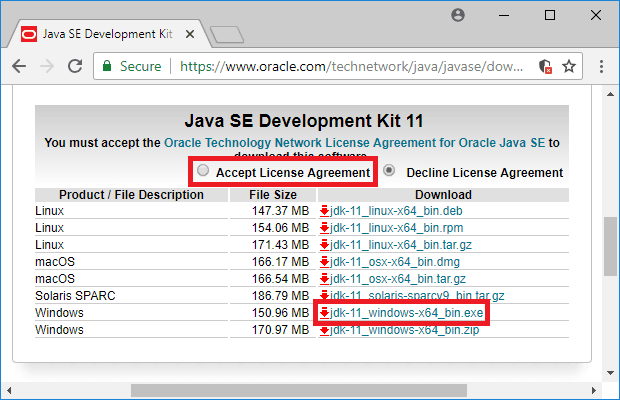 Java SE Development Kit
Secure https://www.oracle.com/technetwork/java/javase/dow...
Java SE Development Kit 11
You must accept the Oracle Technology Network License Agreement for Oracle Java SE to
download this software.
Accept License Agreement Decline License Agreement
Product / File Description File Size Download
Linux 147.37 MB jdk-11_linux-x64_bin.deb
Linux 154.06 MB jdk-11_linux-x64_bin.rpm
Linux 171.43 MB jdk-11_linux-x64_bin.tar.gz
macOS 166.17 MB jdk-11_osx-x64_bin.dmg
macOS 166.54 MB jdk-11_osx-x64_bin.tar.gz
Solaris SPARC 186.79 MB jdk-11_solaris-sparcv9_bin.tar.gz
Windows 150.96 MB jdk-11_windows-x64_bin.exe
Windows 170.97 MB jdk-11_windows-x64_bin.zip